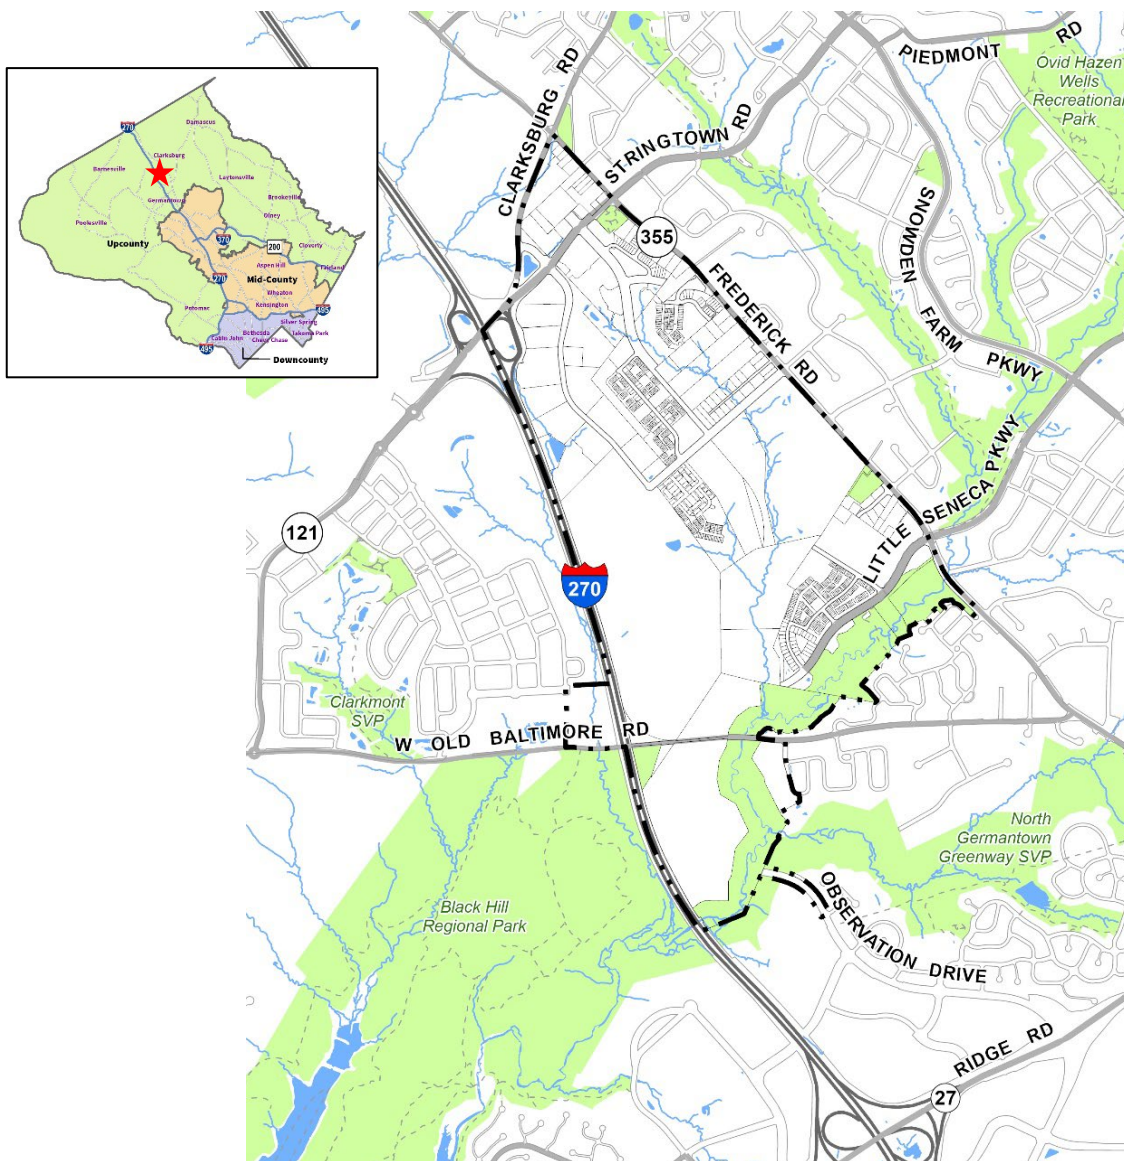 PIEDMONT RD
Ovid Hazen
Wells
Recreational
Park
CLARKSBURG RD
STRINGTOWN RD
SNOWDEN FARM PKWY
355
FREDERICK RD
LITTLE SENECA PKWY
121
270
Clarkmont
SVP
W OLD BALTIMORE RD
North
Germantown
Greenway SVP
Black Hill
Regional Park
OBSERVATION DRIVE
RIDGE RD
27
270
Damascus
Clarksburg
Barnesville
Laytonsville
Germantown
Brookeville
Olney
Poolesville
Upcounty
370
200
Cloverly
Aspen Hill
Fairland
270
Mid-County
Wheaton
Kensington
Potomac
495
Silver Spring
Bethesda
Takoma Park
Cabin John
Chevy Chase
495
Downcounty